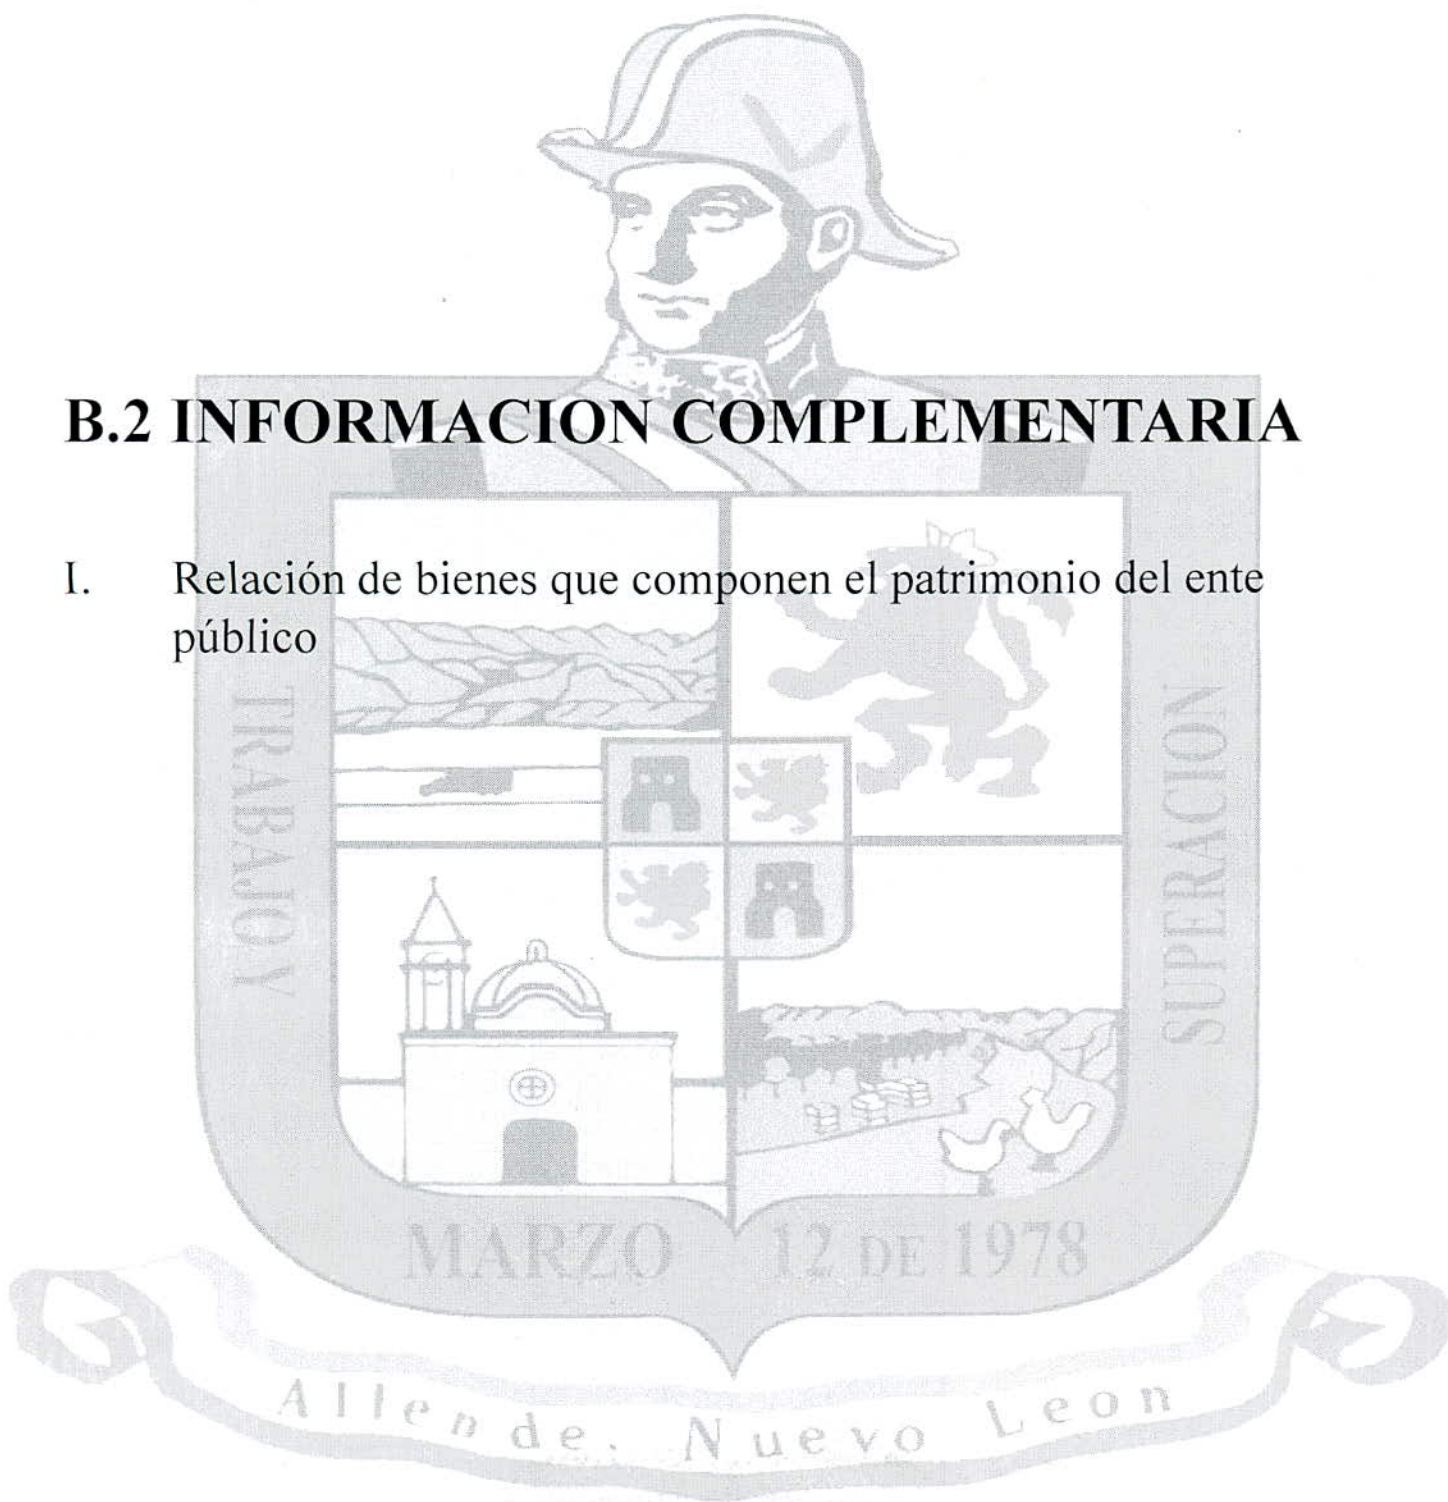 B.2 INFORMACION COMPLEMENTARIA
I. Relación de bienes que componen el patrimonio del ente
público
TRABAJO Y
SUPERACION
MARZO 12 DE 1978
Allende, Nuevo Leon